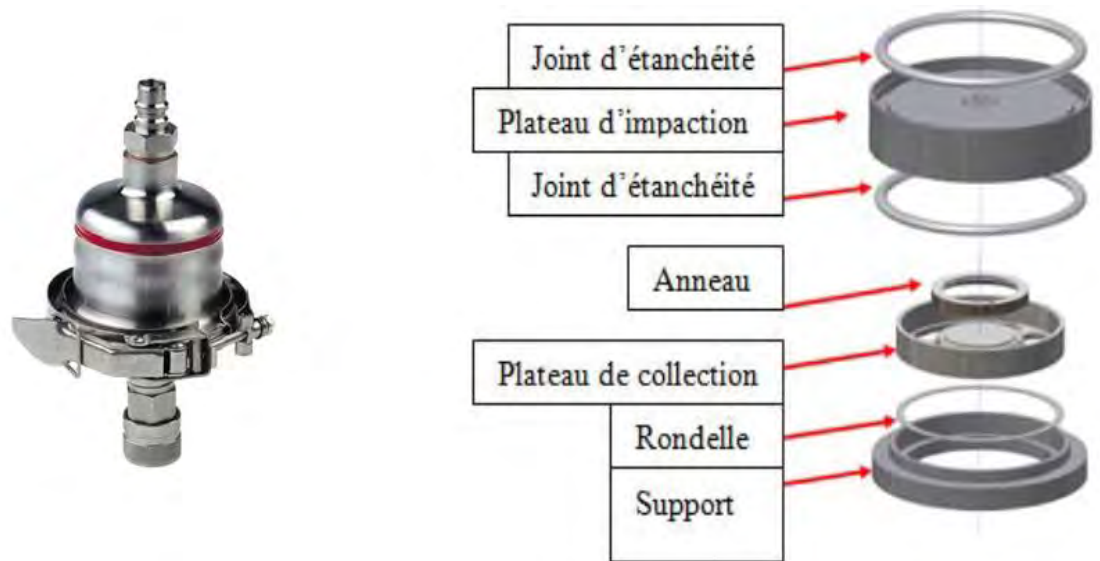 Joint d'étanchéité
Plateau d'impaction
Joint d'étanchéité
Anneau
Plateau de collection
Rondelle
Support